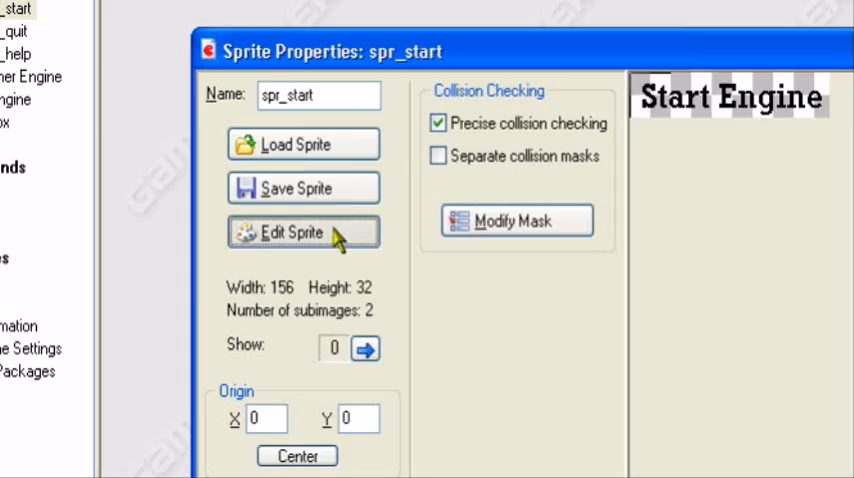 _start
_quit
_help
ner Engine
ngine
ox
nds
es
mation
ne Settings
Packages
Sprite Properties: spr_start
Name: spr_start
Load Sprite
Save Sprite
Edit Sprite
Width: 156 Height: 32
Number of subimages: 2
Show: 0
Origin
X 0 Y 0
Center
Collision Checking
Precise collision checking
Separate collision masks
Modify Mask
Start Engine